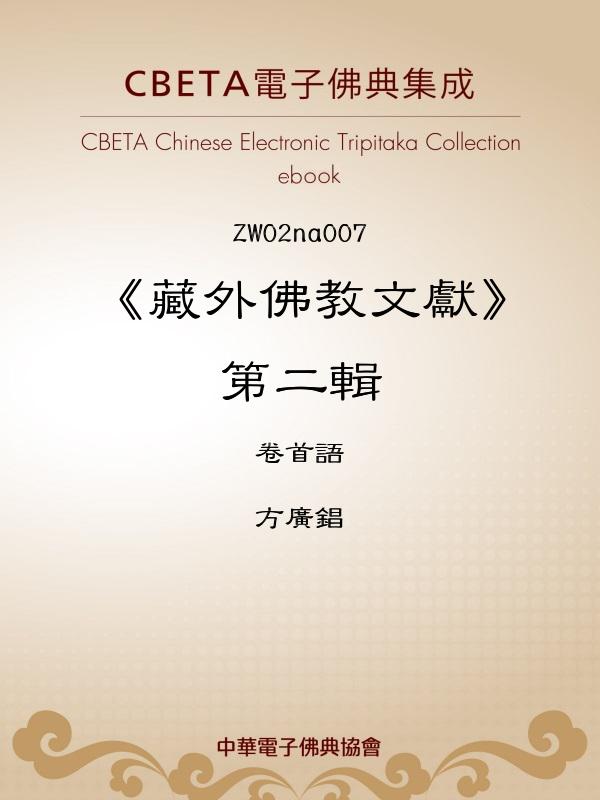 CBETA電子佛典集成
CBETA Chinese Electronic Tripitaka Collection
ebook
ZW02na007
《藏外佛教文獻》
第二輯
卷首語
方廣錩
中華電子佛典協會